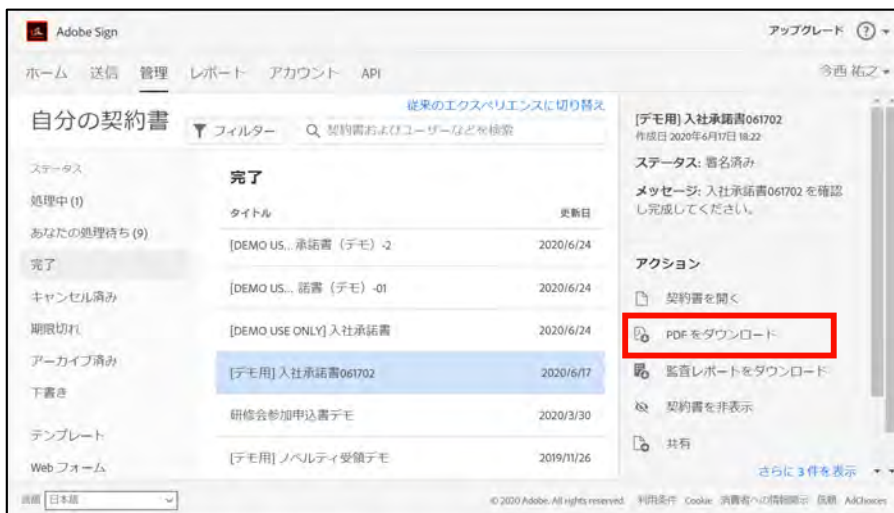 Adobe Sign
アップグレード
ホーム 送信 管理 レポート アカウント API
今西 祐之
自分の契約書
従来のエクスペリエンスに切り替え
フィルター
契約書およびユーザーなどを検索
ステータス
処理中 (1)
あなたの処理待ち (9)
完了
キャンセル済み
期限切れ
アーカイブ済み
下書き
テンプレート
Web フォーム
完了
タイトル 更新日
[DEMO US... 承諾書（デモ）-2 2020/6/24
[DEMO US... 諾書（デモ）-01 2020/6/24
[DEMO USE ONLY] 入社承諾書 2020/6/24
[デモ用] 入社承諾書061702 2020/6/17
研修会参加申込書デモ 2020/3/30
[デモ用] ノベルティ受領デモ 2019/11/26
[デモ用] 入社承諾書061702
作成日 2020年6月17日 18:22
ステータス: 署名済み
メッセージ: 入社承諾書061702 を確認
し完成してください。
アクション
契約書を開く
PDF をダウンロード
監査レポートをダウンロード
契約書を非表示
共有
さらに 3 件を表示
言語 日本語
© 2020 Adobe. All rights reserved. 利用条件 Cookie 消費者への情報開示 信頼 AdChoices